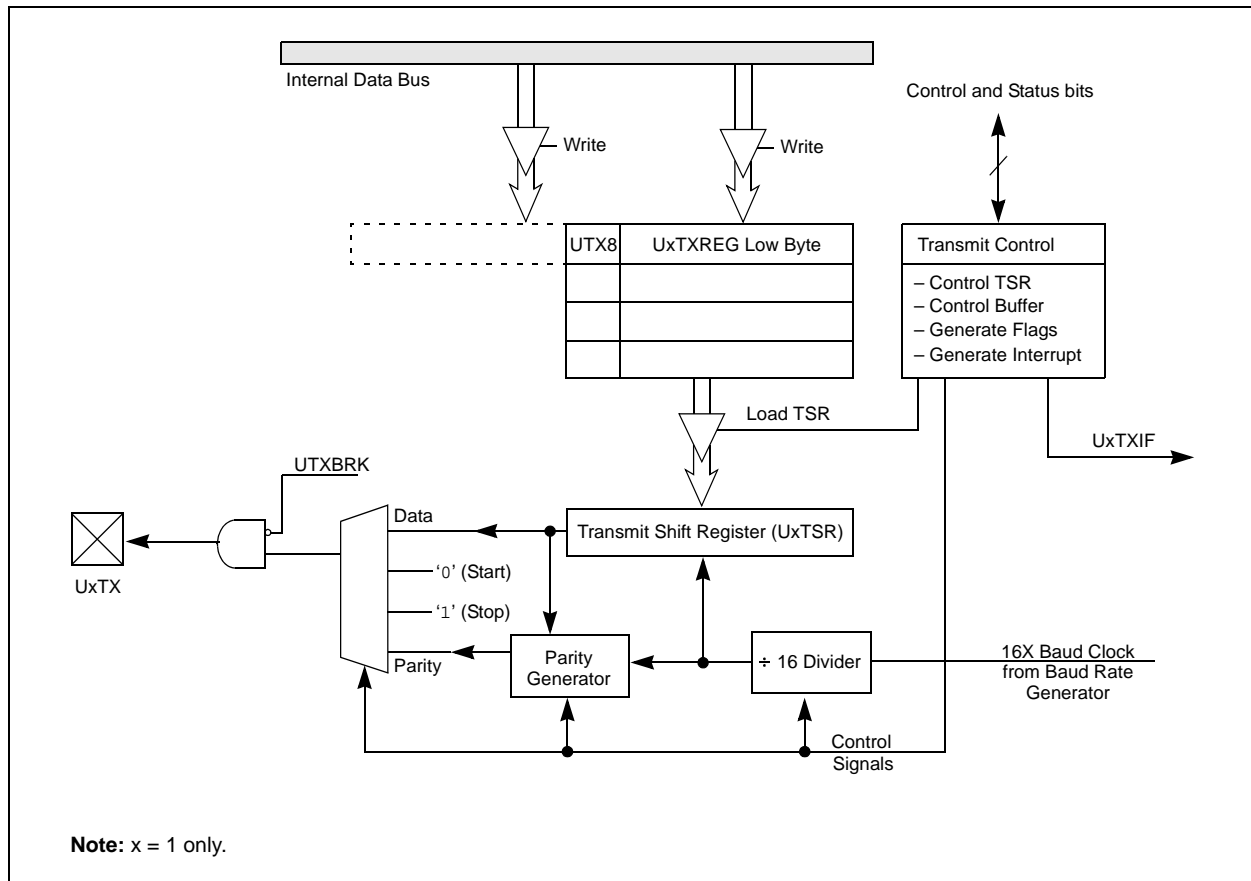 Internal Data Bus
Control and Status bits
Write
Write
UTX8
UxTXREG Low Byte
Transmit Control
– Control TSR
– Control Buffer
– Generate Flags
– Generate Interrupt
Load TSR
UxTXIF
UTXBRK
Data
Transmit Shift Register (UxTSR)
UxTX
‘0’ (Start)
‘1’ (Stop)
Parity
Parity
Generator
÷ 16 Divider
16X Baud Clock
from Baud Rate
Generator
Control
Signals
Note: x = 1 only.